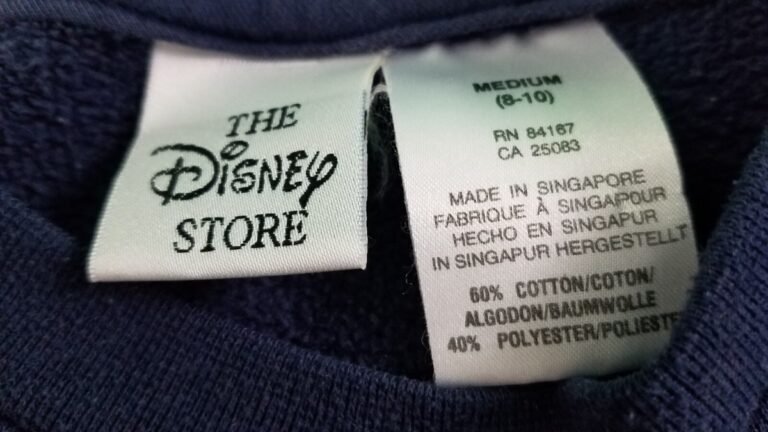 THE
Disney
STORE
MEDIUM
(8-10)
RN 84167
CA 25083
MADE IN SINGAPORE
FABRIQUE À SINGAPOUR
HECHO EN SINGAPUR
IN SINGAPUR HERGESTELLT
60% COTTON/COTON/
ALGODON/BAUMWOLLE
40% POLYESTER/POLIEST